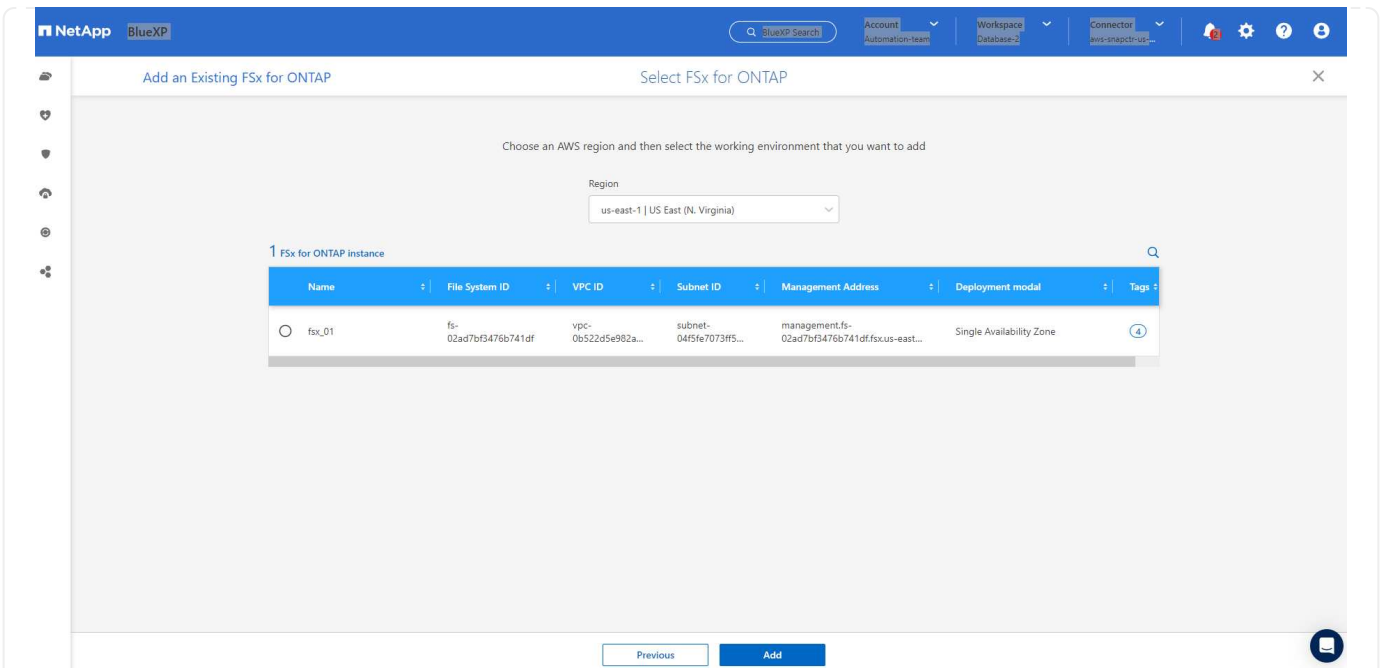 NetApp BlueXP
BlueXP Search
Account
Automation-team
Workspace
Database-2
Connector
aws-snapctr-us-...
2
Add an Existing FSx for ONTAP
Select FSx for ONTAP
Choose an AWS region and then select the working environment that you want to add
Region
us-east-1 | US East (N. Virginia)
1 FSx for ONTAP instance
Name File System ID VPC ID Subnet ID Management Address Deployment modal Tags
fsx_01
fs-
02ad7bf3476b741df
vpc-
0b522d5e982a...
subnet-
04f5fe7073ff5...
management.fs-
02ad7bf3476b741df.fsx.us-east...
Single Availability Zone
4
Previous
Add